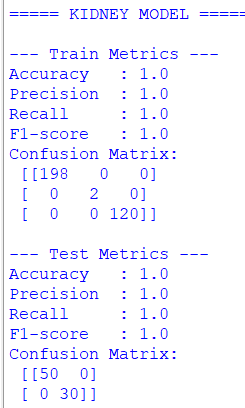 ===== KIDNEY MODEL =====
--- Train Metrics ---
Accuracy   : 1.0
Precision  : 1.0
Recall     : 1.0
F1-score   : 1.0
Confusion Matrix:
 [[198   0   0]
 [  0   2   0]
 [  0   0 120]]
--- Test Metrics ---
Accuracy   : 1.0
Precision  : 1.0
Recall     : 1.0
F1-score   : 1.0
Confusion Matrix:
 [[50  0]
 [ 0 30]]